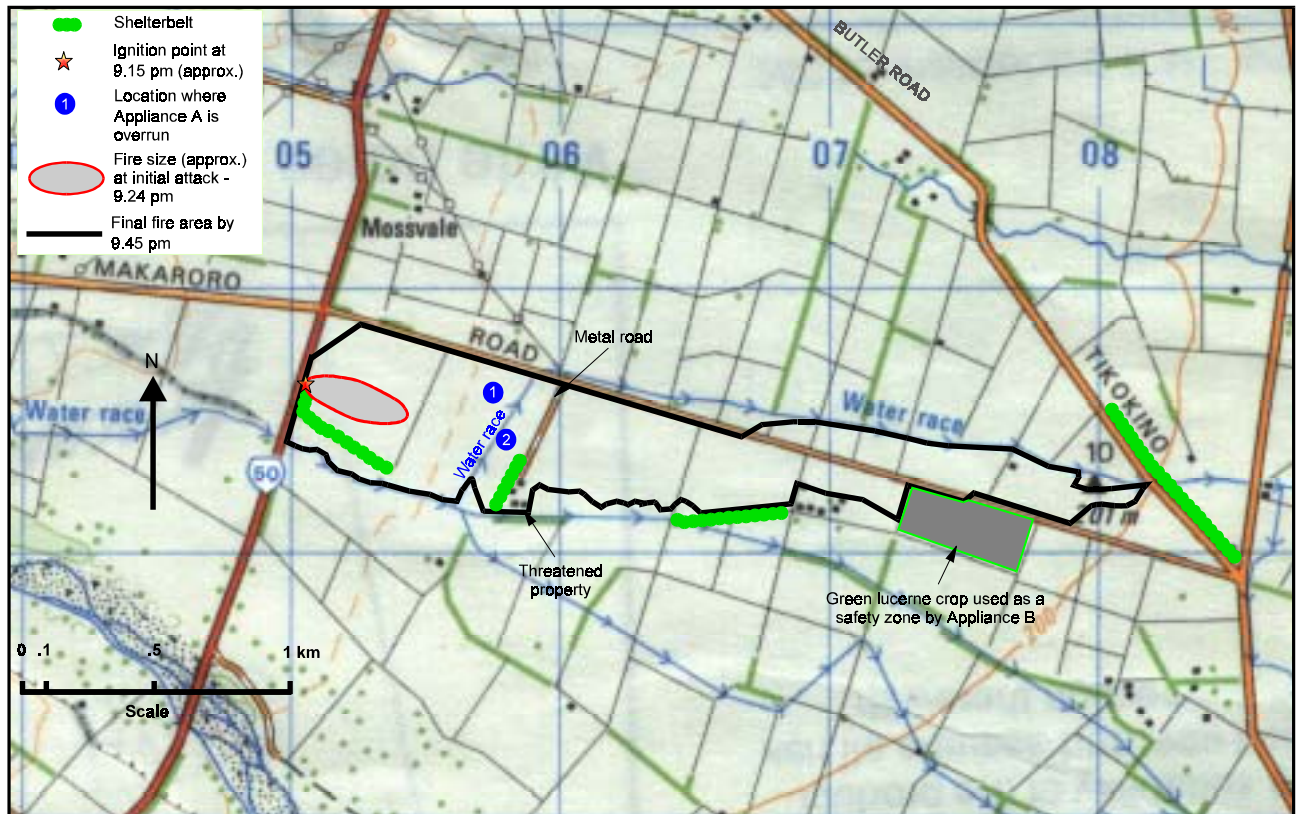 Shelterbelt
Ignition point at
9.15 pm (approx.)
1
Location where
Appliance A is
overrun
Fire size (approx.)
at initial attack -
9.24 pm
Final fire area by
9.45 pm
BUTLER ROAD
05
06
07
08
Mossvale
MAKARORO
ROAD
Metal road
N
1
Water race
Water race
Water race
2
TIKOKINO
10
50
Threatened
property
Green lucerne crop used as a
safety zone by Appliance B
200
0 .1 .5 1 km
Scale